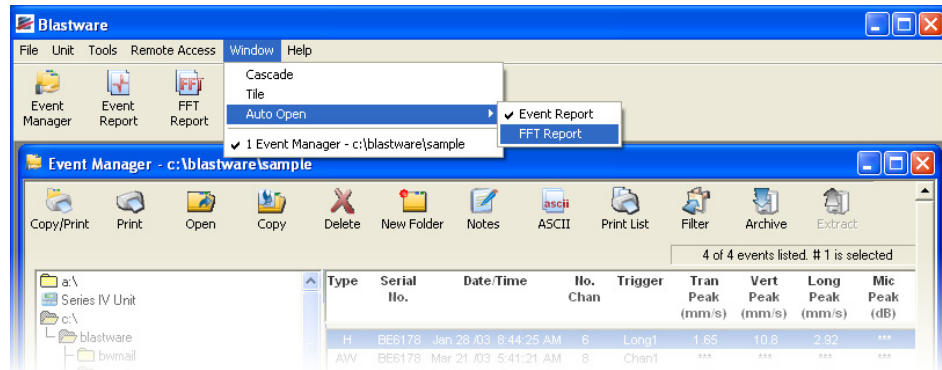 Blastware
File Unit Tools Remote Access Window Help
Cascade
Tile
Auto Open
Event Report
FFT Report
1 Event Manager - c:\blastware\sample
Event Manager
Event Report
FFT Report
FFT
Event Manager - c:\blastware\sample
Copy/Print Print Open Copy Delete New Folder Notes ASCII Print List Filter Archive Extract
ascii
4 of 4 events listed. # 1 is selected
a:\
Series IV Unit
c:\
blastware
bwmail
Type Serial No. Date/Time No. Chan Trigger Tran Peak (mm/s) Vert Peak (mm/s) Long Peak (mm/s) Mic Peak (dB)
H BE6178 Jan 28 /03 8:44:25 AM 6 Long1 1.65 10.8 2.92 ***
AW BE6178 Mar 21 /03 5:41:21 AM 8 Chan1 *** *** *** ***